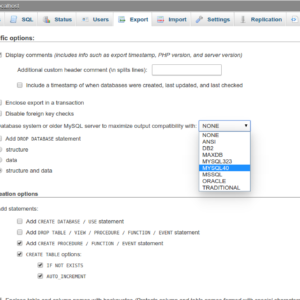 SQL Status Users Export Import Settings Replication
fic options:
Display comments (includes info such as export timestamp, PHP version, and server version)
Additional custom header comment (\n splits lines):
Include a timestamp of when databases were created, last updated, and last checked
Enclose export in a transaction
Disable foreign key checks
Database system or older MySQL server to maximize output compatibility with: NONE
NONE
ANSI
DB2
MAXDB
MYSQL323
MYSQL40
MSSQL
ORACLE
TRADITIONAL
Add DROP DATABASE statement
structure
data
structure and data
eation options
add statements:
Add CREATE DATABASE / USE statement
Add DROP TABLE / VIEW / PROCEDURE / FUNCTION / EVENT statement
Add CREATE PROCEDURE / FUNCTION / EVENT statement
CREATE TABLE options:
IF NOT EXISTS
AUTO_INCREMENT